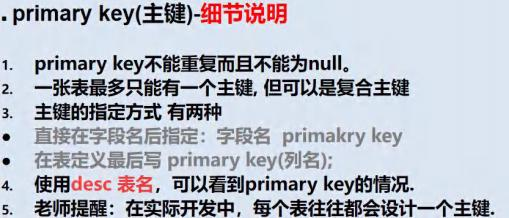 . primary key(主键)-细节说明
1. primary key不能重复而且不能为null。
2. 一张表最多只能有一个主键, 但可以是复合主键
3. 主键的指定方式 有两种
● 直接在字段名后指定：字段名 primakry key
● 在表定义最后写 primary key(列名);
4. 使用desc 表名，可以看到primary key的情况.
5. 老师提醒：在实际开发中，每个表往往都会设计一个主键.